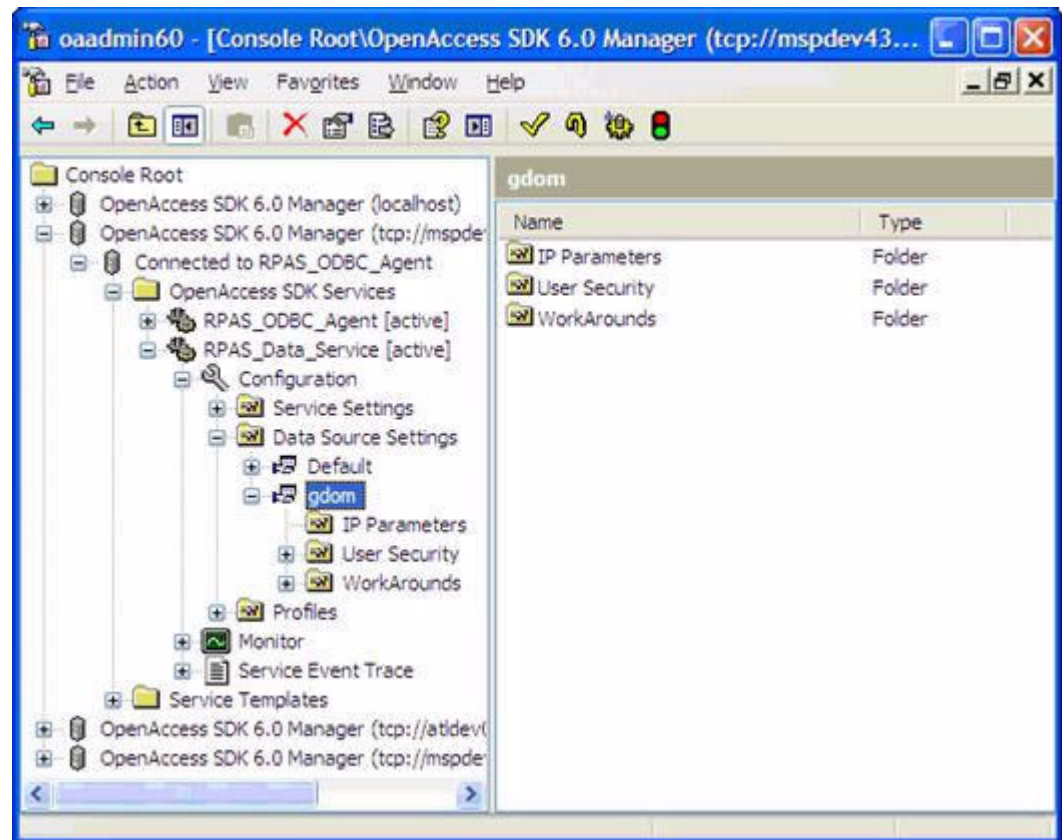 oaadmin60 - [Console Root\OpenAccess SDK 6.0 Manager (tcp://mspdev43...
File Action View Favorites Window Help
Console Root
OpenAccess SDK 6.0 Manager (localhost)
OpenAccess SDK 6.0 Manager (tcp://mspde
Connected to RPAS_ODBC_Agent
OpenAccess SDK Services
RPAS_ODBC_Agent [active]
RPAS_Data_Service [active]
Configuration
Service Settings
Data Source Settings
Default
gdom
IP Parameters
User Security
WorkArounds
Profiles
Monitor
Service Event Trace
Service Templates
OpenAccess SDK 6.0 Manager (tcp://atldev(
OpenAccess SDK 6.0 Manager (tcp://mspde
gdom
Name Type
IP Parameters Folder
User Security Folder
WorkArounds Folder